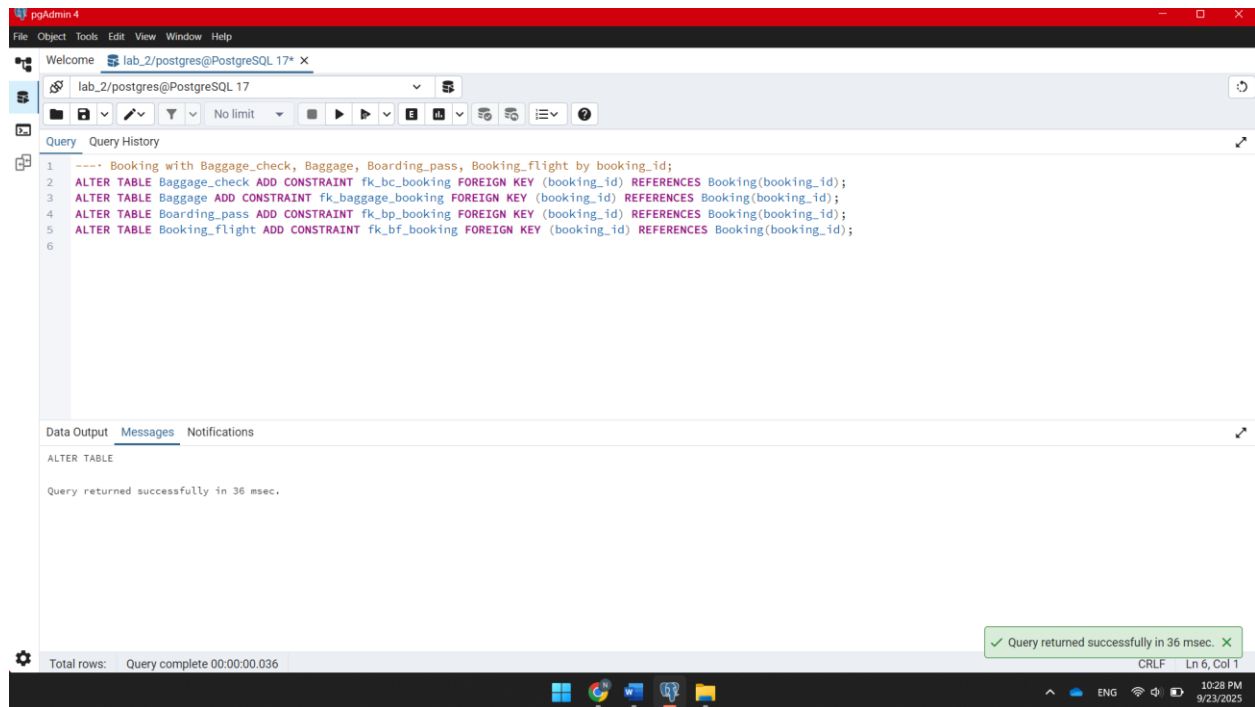 pgAdmin 4
File Object Tools Edit View Window Help
Welcome lab_2/postgres@PostgreSQL 17* X
lab_2/postgres@PostgreSQL 17
No limit
Query Query History
1 ---· Booking with Baggage_check, Baggage, Boarding_pass, Booking_flight by booking_id;
2 ALTER TABLE Baggage_check ADD CONSTRAINT fk_bc_booking FOREIGN KEY (booking_id) REFERENCES Booking(booking_id);
3 ALTER TABLE Baggage ADD CONSTRAINT fk_baggage_booking FOREIGN KEY (booking_id) REFERENCES Booking(booking_id);
4 ALTER TABLE Boarding_pass ADD CONSTRAINT fk_bp_booking FOREIGN KEY (booking_id) REFERENCES Booking(booking_id);
5 ALTER TABLE Booking_flight ADD CONSTRAINT fk_bf_booking FOREIGN KEY (booking_id) REFERENCES Booking(booking_id);
6
Data Output Messages Notifications
ALTER TABLE
Query returned successfully in 36 msec.
Query returned successfully in 36 msec.
Total rows: Query complete 00:00:00.036 CRLF Ln 6, Col 1
ENG 10:28 PM
9/23/2025